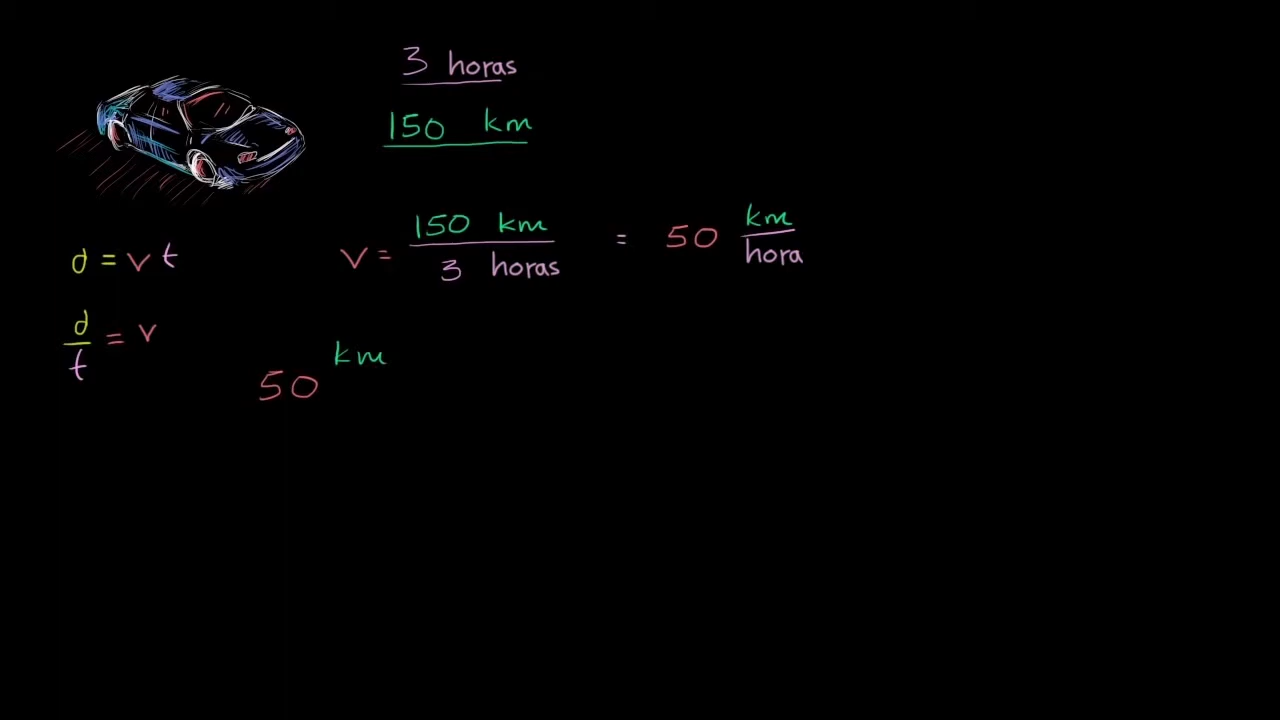 3 horas
150 km
d = v t
v = 150 km / 3 horas = 50 km / hora
d / t = v
50 km